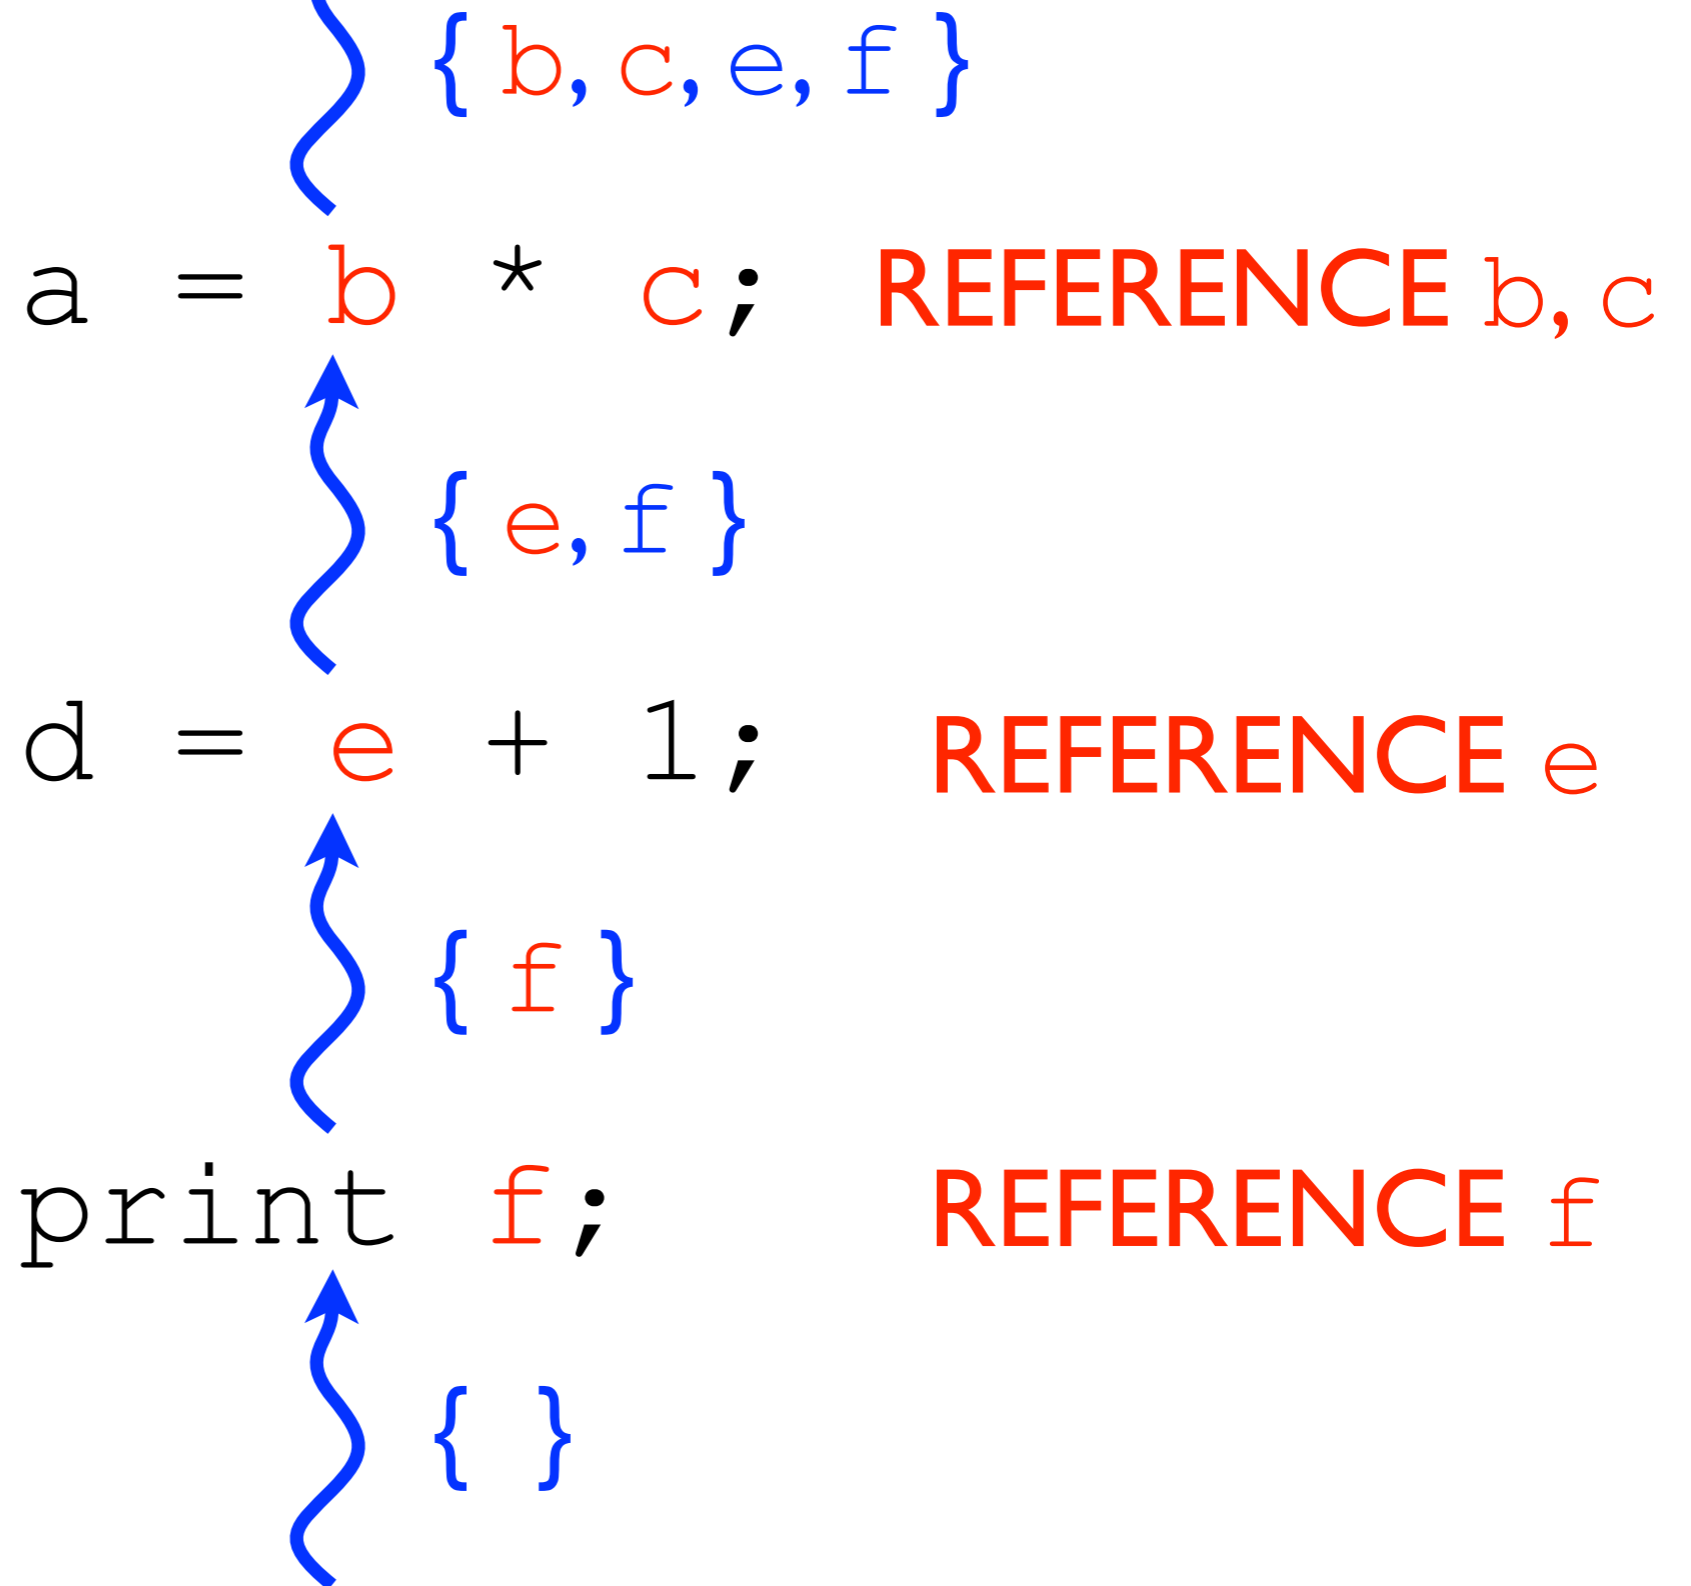 { b, c, e, f }
a = b * c; REFERENCE b, c
{ e, f }
d = e + 1; REFERENCE e
{ f }
print f; REFERENCE f
{ }